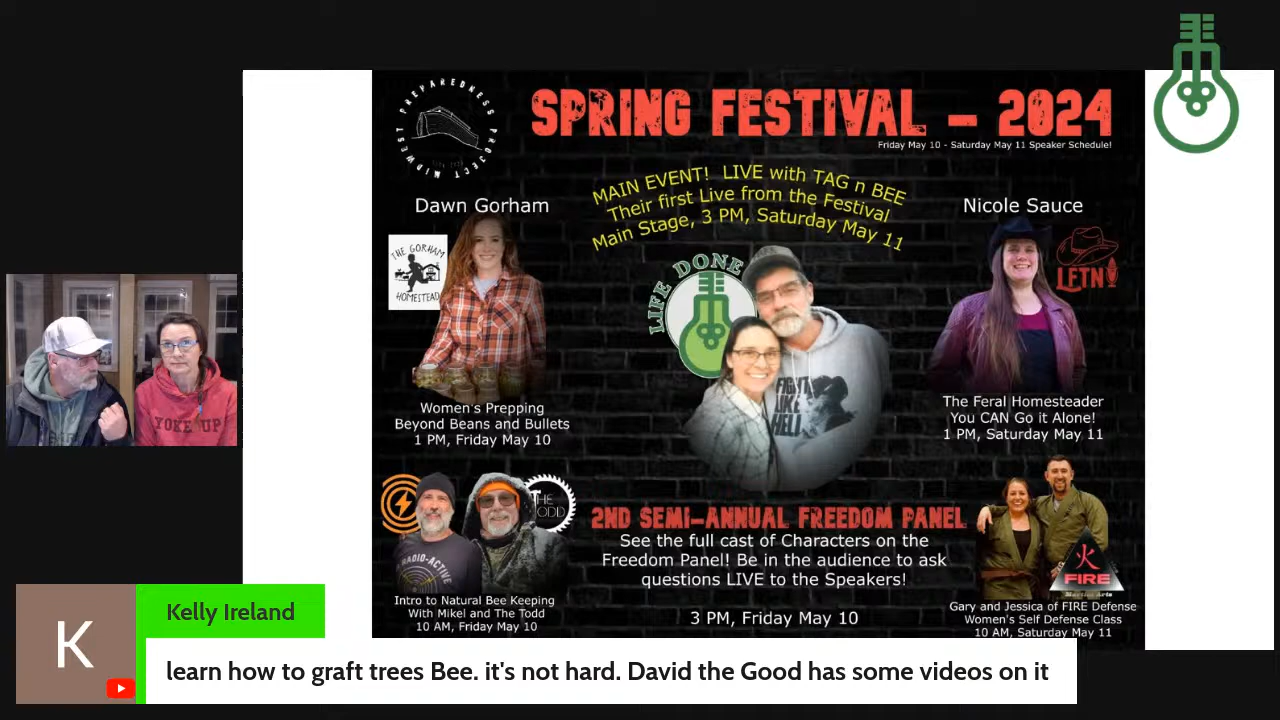 MIDWEST PREPAREDNESS PROJECT
SPRING FESTIVAL - 2024
Friday May 10 - Saturday May 11 Speaker Schedule!
MAIN EVENT! LIVE with TAG n BEE
Their first Live from the Festival
Main Stage, 3 PM, Saturday May 11
Dawn Gorham
THE GORHAM
HOMESTEAD
Women's Prepping
Beyond Beans and Bullets
1 PM, Friday May 10
LIFE DONE
FIGHT
LIKE
HELL
Nicole Sauce
LFTN
The Feral Homesteader
You CAN Go it Alone!
1 PM, Saturday May 11
YOKE UP
THE
TODD
RADIO-ACTIVE
Intro to Natural Bee Keeping
With Mikel and The Todd
10 AM, Friday May 10
2ND SEMI-ANNUAL FREEDOM PANEL
See the full cast of Characters on the
Freedom Panel! Be in the audience to ask
questions LIVE to the Speakers!
3 PM, Friday May 10
火
FIRE
Martial Arts
Gary and Jessica of FIRE Defense
Women's Self Defense Class
10 AM, Saturday May 11
K
Kelly Ireland
learn how to graft trees Bee. it's not hard. David the Good has some videos on it